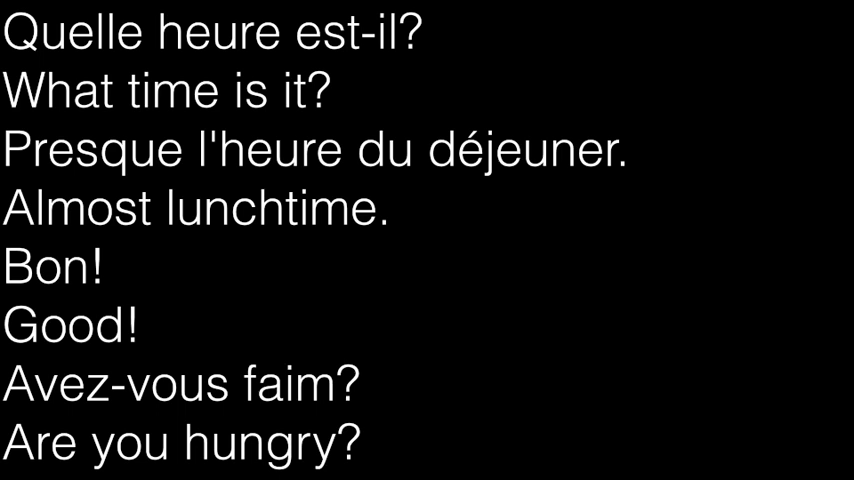 Quelle heure est-il?
What time is it?
Presque l'heure du déjeuner.
Almost lunchtime.
Bon!
Good!
Avez-vous faim?
Are you hungry?